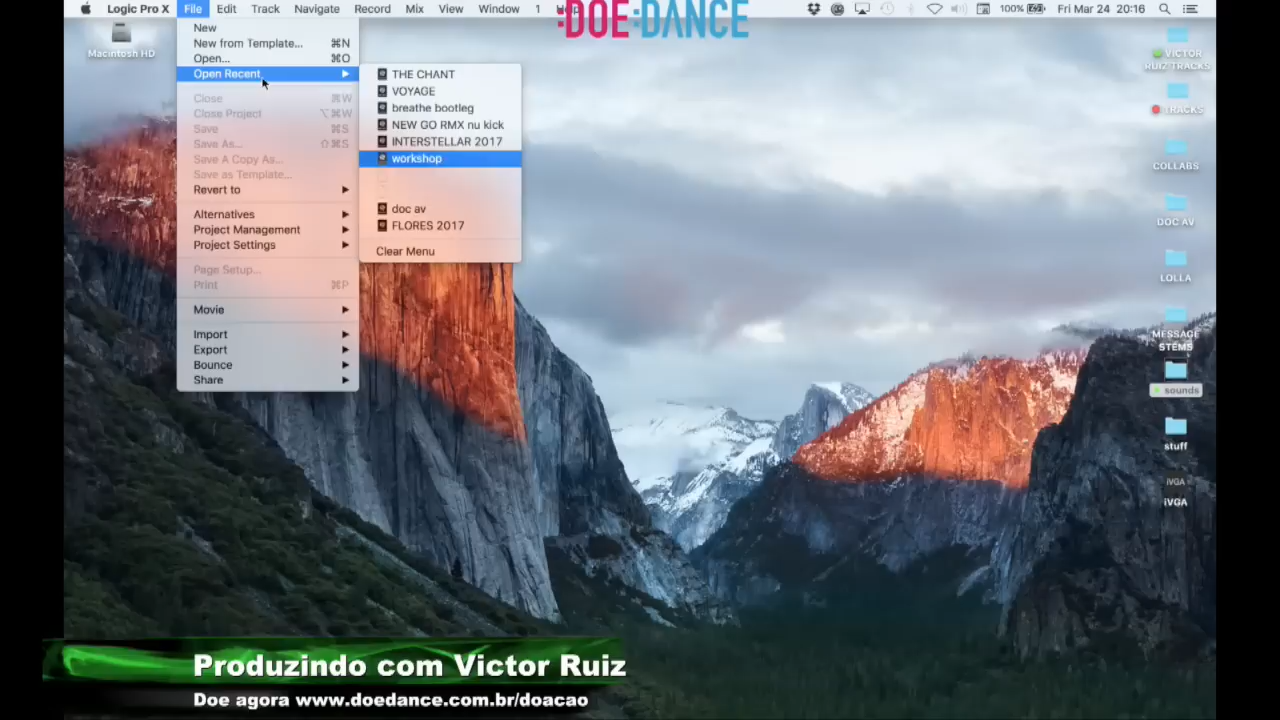 Logic Pro X File Edit Track Navigate Record Mix View Window 1
:DOE:DANCE
100% Fri Mar 24 20:16
Macintosh HD
New
New from Template... ⌘N
Open... ⌘O
Open Recent
Close ⌘W
Close Project ⌥⌘W
Save ⌘S
Save As... ⇧⌘S
Save A Copy As...
Save as Template...
Revert to
Alternatives
Project Management
Project Settings
Page Setup...
Print ⌘P
Movie
Import
Export
Bounce
Share
THE CHANT
VOYAGE
breathe bootleg
NEW GO RMX nu kick
INTERSTELLAR 2017
workshop
doc av
FLORES 2017
Clear Menu
VICTOR
RUIZ TRACKS
TRACKS
COLLABS
DOC AV
LOLLA
MESSAGE
STEMS
sounds
stuff
iVGA
iVGA
Produzindo com Victor Ruiz
Doe agora www.doedance.com.br/doacao